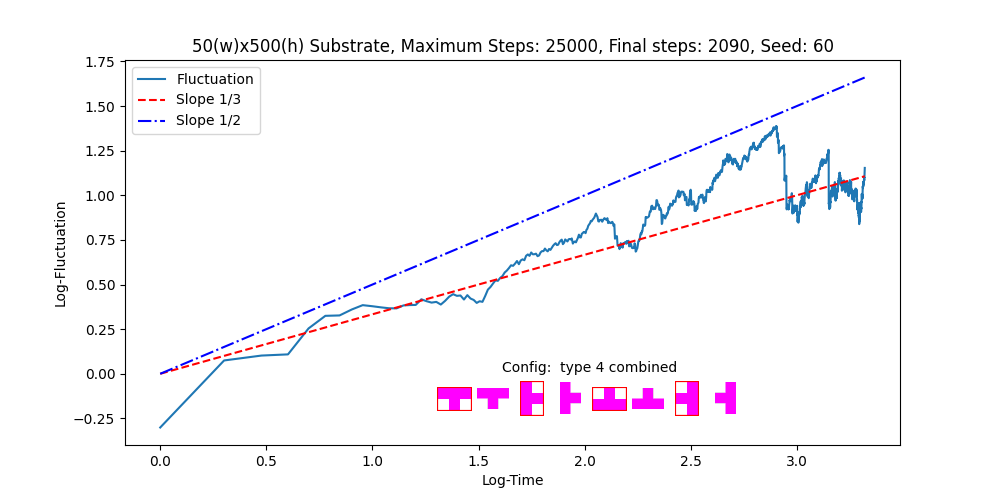 50(w)x500(h) Substrate, Maximum Steps: 25000, Final steps: 2090, Seed: 60
1.75
1.50
1.25
1.00
0.75
0.50
0.25
0.00
−0.25
Log-Fluctuation
Fluctuation
Slope 1/3
Slope 1/2
Config:  type 4 combined
0.0
0.5
1.0
1.5
2.0
2.5
3.0
Log-Time